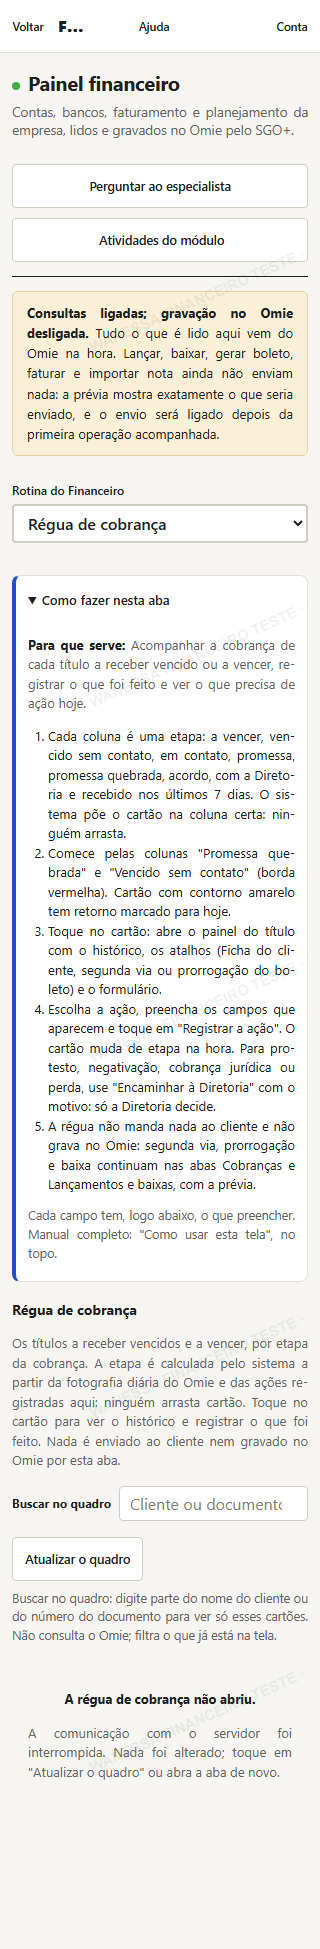 Voltar F... Ajuda Conta
Painel financeiro
Contas, bancos, faturamento e planejamento da
empresa, lidos e gravados no Omie pelo SGO+.
Perguntar ao especialista
Atividades do módulo
Consultas ligadas; gravação no Omie
desligada. Tudo o que é lido aqui vem do
Omie na hora. Lançar, baixar, gerar boleto,
faturar e importar nota ainda não enviam
nada: a prévia mostra exatamente o que seria
enviado, e o envio será ligado depois da
primeira operação acompanhada.
Rotina do Financeiro
Régua de cobrança
▼ Como fazer nesta aba
Para que serve: Acompanhar a cobrança de
cada título a receber vencido ou a vencer, re-
gistrar o que foi feito e ver o que precisa de
ação hoje.
1. Cada coluna é uma etapa: a vencer, ven-
cido sem contato, em contato, promessa,
promessa quebrada, acordo, com a Direto-
ria e recebido nos últimos 7 dias. O sis-
tema põe o cartão na coluna certa: nin-
guém arrasta.
2. Comece pelas colunas "Promessa que-
brada" e "Vencido sem contato" (borda
vermelha). Cartão com contorno amarelo
tem retorno marcado para hoje.
3. Toque no cartão: abre o painel do título
com o histórico, os atalhos (Ficha do cli-
ente, segunda via ou prorrogação do bo-
leto) e o formulário.
4. Escolha a ação, preencha os campos que
aparecem e toque em "Registrar a ação". O
cartão muda de etapa na hora. Para pro-
testo, negativação, cobrança jurídica ou
perda, use "Encaminhar à Diretoria" com o
motivo: só a Diretoria decide.
5. A régua não manda nada ao cliente e não
grava no Omie: segunda via, prorrogação
e baixa continuam nas abas Cobranças e
Lançamentos e baixas, com a prévia.
Cada campo tem, logo abaixo, o que preencher.
Manual completo: "Como usar esta tela", no
topo.
Régua de cobrança
Os títulos a receber vencidos e a vencer, por etapa
da cobrança. A etapa é calculada pelo sistema a
partir da fotografia diária do Omie e das ações re-
gistradas aqui: ninguém arrasta cartão. Toque no
cartão para ver o histórico e registrar o que foi
feito. Nada é enviado ao cliente nem gravado no
Omie por esta aba.
Buscar no quadro Cliente ou documento
Atualizar o quadro
Buscar no quadro: digite parte do nome do cliente ou
do número do documento para ver só esses cartões.
Não consulta o Omie; filtra o que já está na tela.
A régua de cobrança não abriu.
A comunicação com o servidor foi
interrompida. Nada foi alterado; toque em
"Atualizar o quadro" ou abra a aba de novo.
WANESSA FINANCEIRO TESTE ·
WANESSA FINANCEIRO TESTE ·
WANESSA FINANCEIRO TESTE ·
WANESSA FINANCEIRO TESTE ·
WANESSA FINANCEIRO TESTE ·